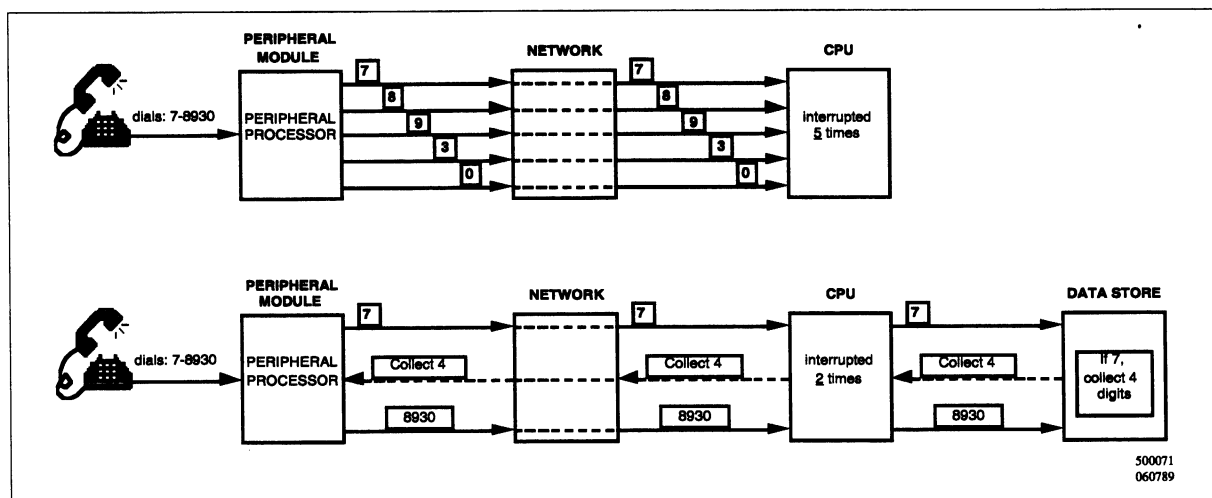 PERIPHERAL
MODULE
NETWORK
CPU
dials: 7-8930
PERIPHERAL
PROCESSOR
7
8
9
3
0
7
8
9
3
0
interrupted
5 times
PERIPHERAL
MODULE
NETWORK
CPU
DATA STORE
dials: 7-8930
PERIPHERAL
PROCESSOR
7
Collect 4
8930
7
Collect 4
8930
interrupted
2 times
7
Collect 4
8930
If 7,
collect 4
digits
500071
060789